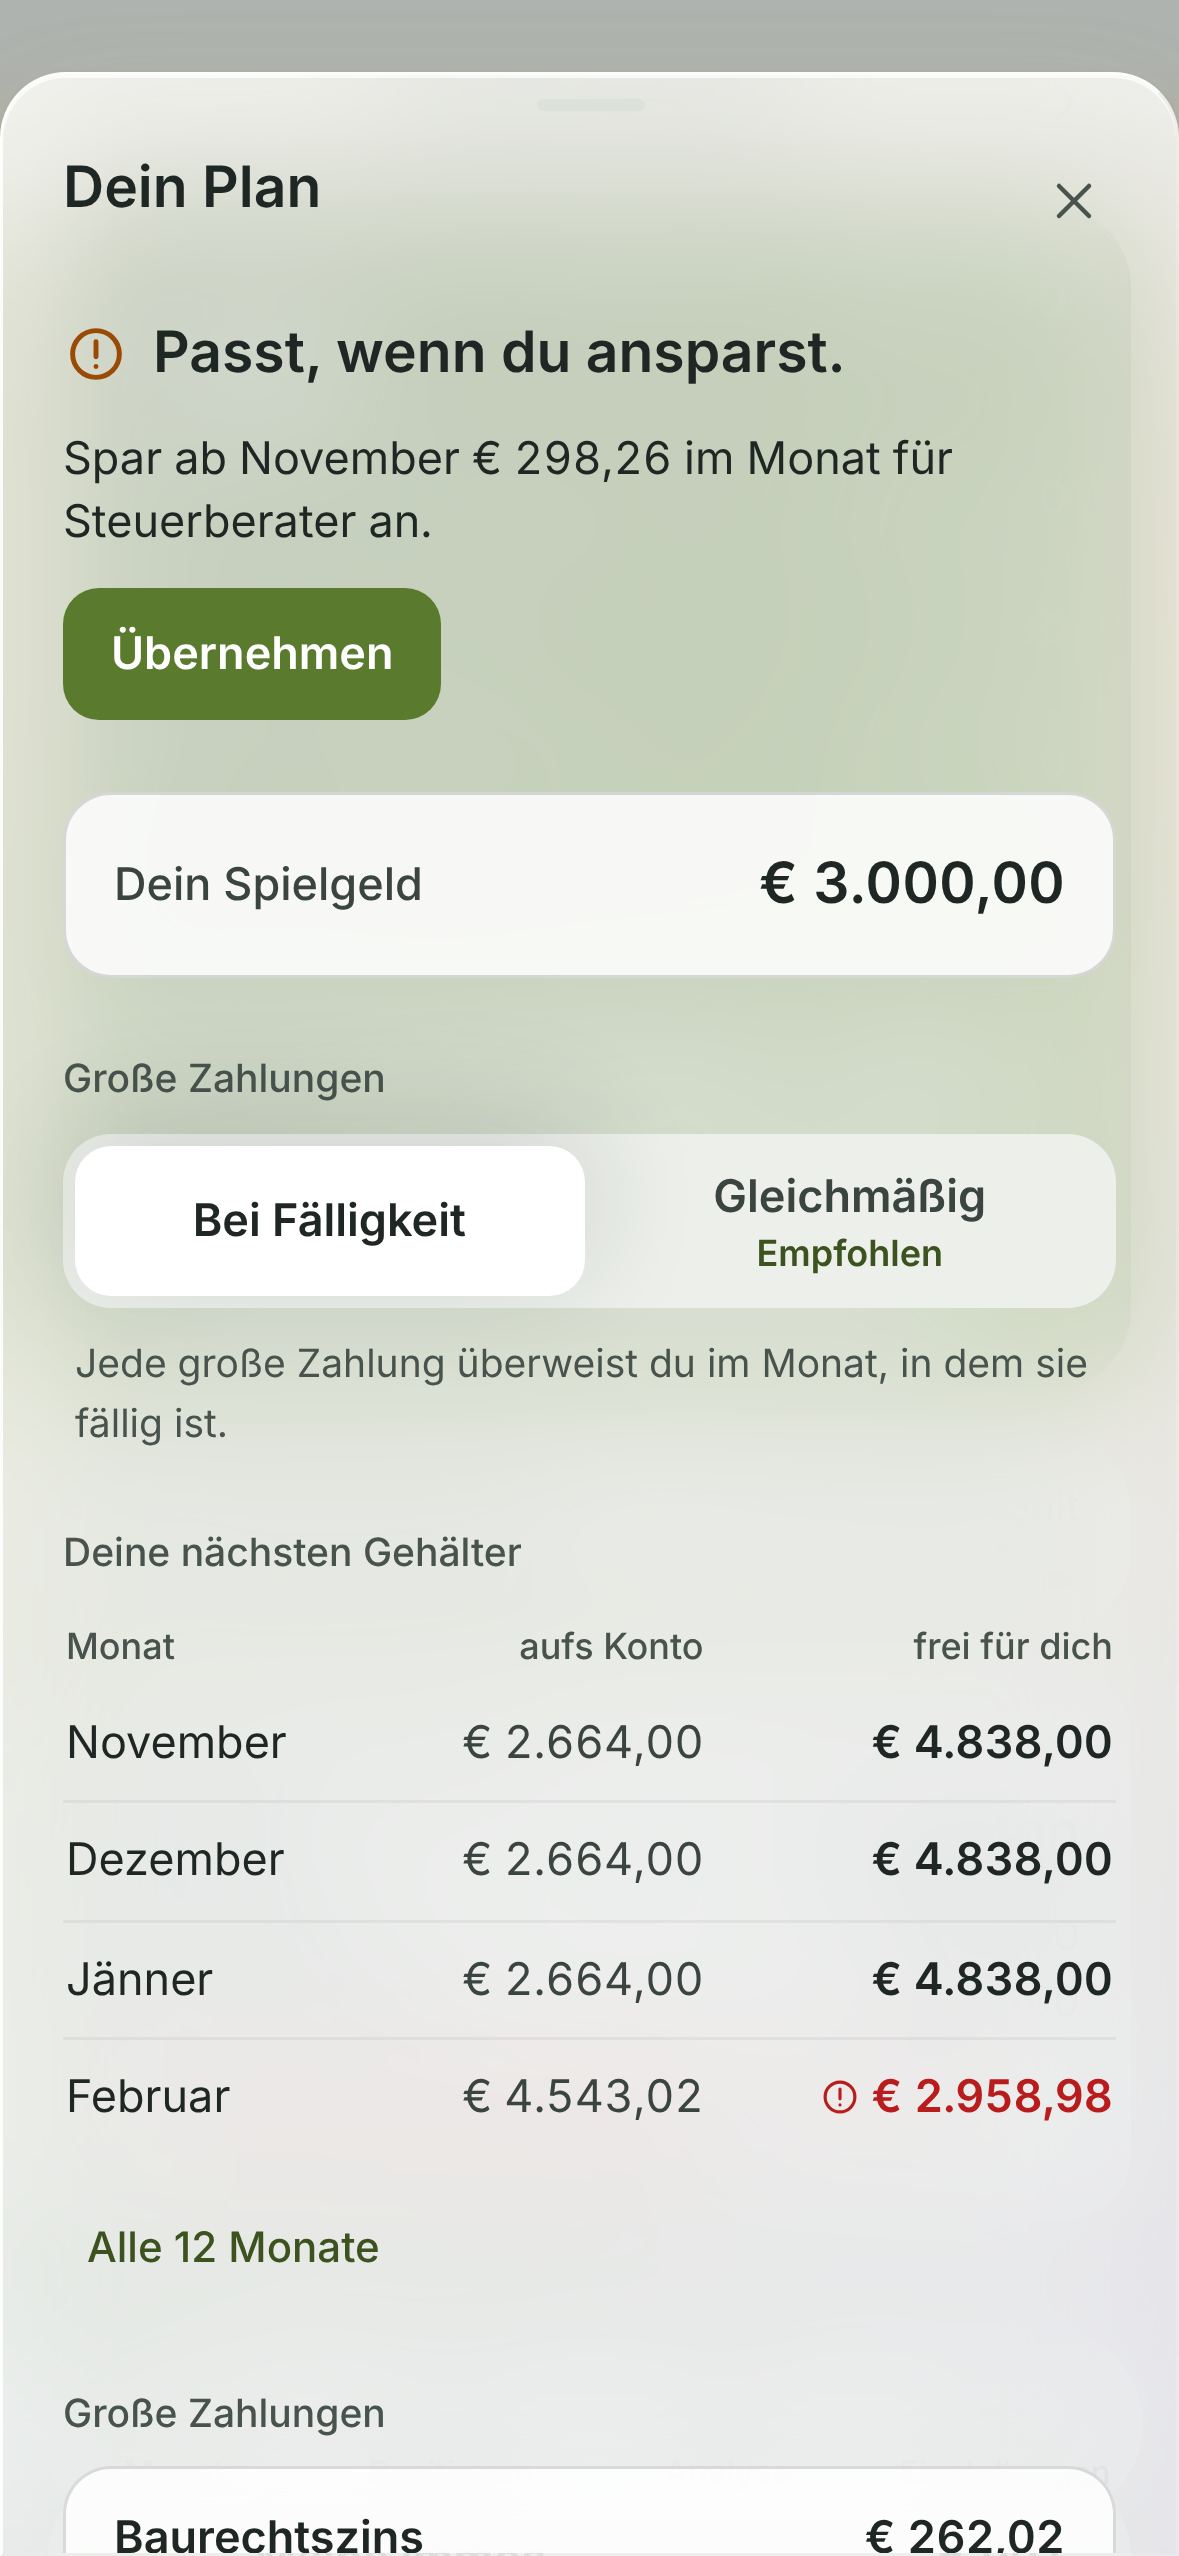 Dein Plan
Passt, wenn du ansparst.
Spar ab November € 298,26 im Monat für
Steuerberater an.
Übernehmen
Dein Spielgeld € 3.000,00
Große Zahlungen
Bei Fälligkeit
Gleichmäßig
Empfohlen
Jede große Zahlung überweist du im Monat, in dem sie
fällig ist.
Deine nächsten Gehälter
Monat aufs Konto frei für dich
November € 2.664,00 € 4.838,00
Dezember € 2.664,00 € 4.838,00
Jänner € 2.664,00 € 4.838,00
Februar € 4.543,02 € 2.958,98
Alle 12 Monate
Große Zahlungen
Baurechtszins € 262,02